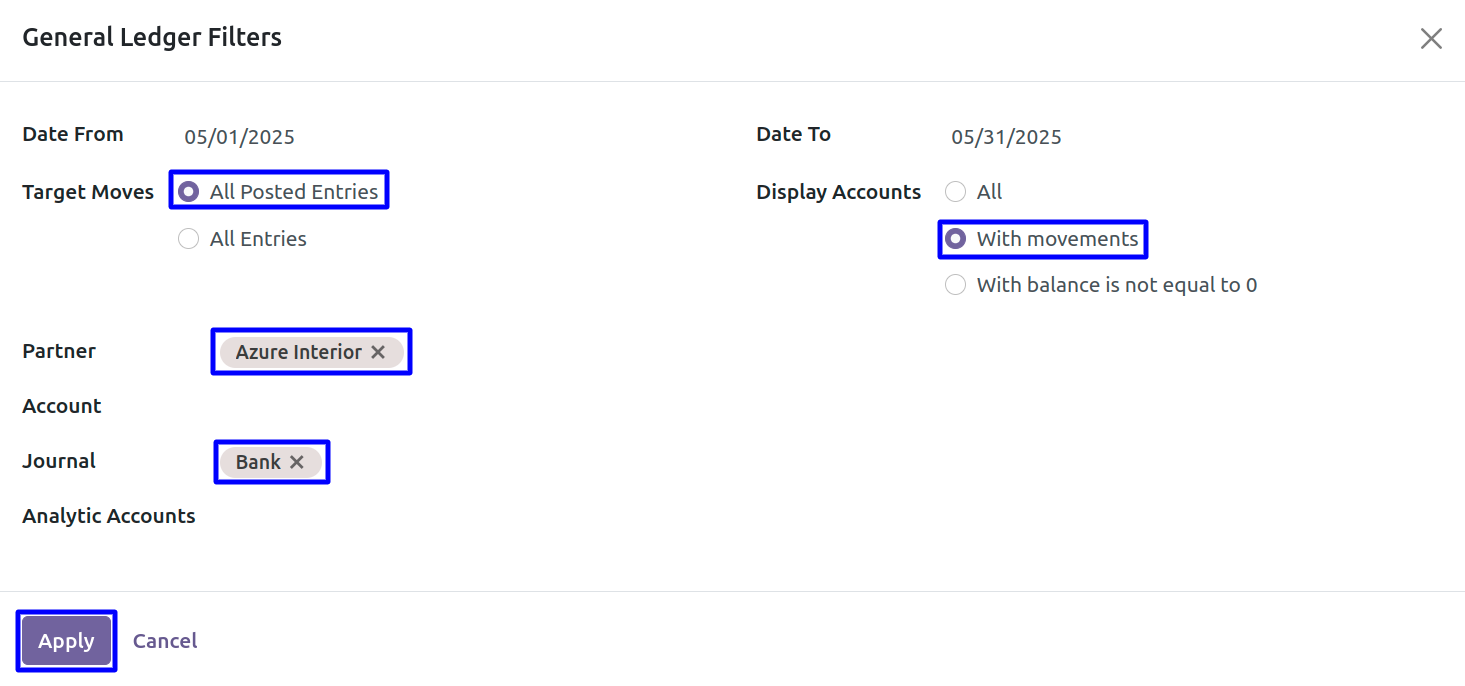 General Ledger Filters
Date From 05/01/2025 Date To 05/31/2025
Target Moves All Posted Entries Display Accounts All
All Entries With movements
With balance is not equal to 0
Partner Azure Interior
Account
Journal Bank
Analytic Accounts
Apply Cancel